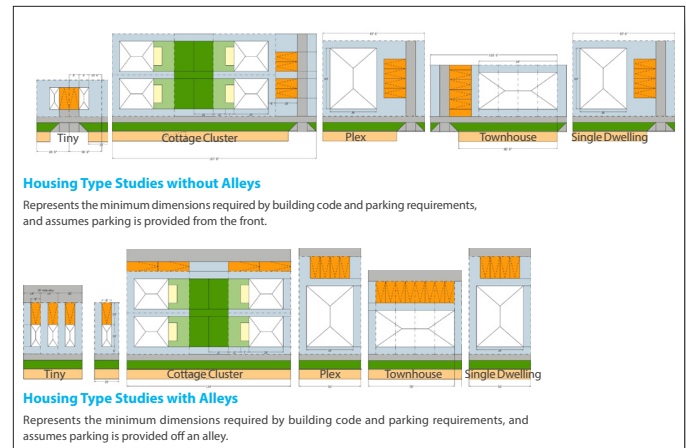 Tiny
Cottage Cluster
Plex
Townhouse
Single Dwelling
Housing Type Studies without Alleys
Represents the minimum dimensions required by building code and parking requirements,
and assumes parking is provided from the front.
Tiny
Cottage Cluster
Plex
Townhouse
Single Dwelling
Housing Type Studies with Alleys
Represents the minimum dimensions required by building code and parking requirements, and
assumes parking is provided off an alley.